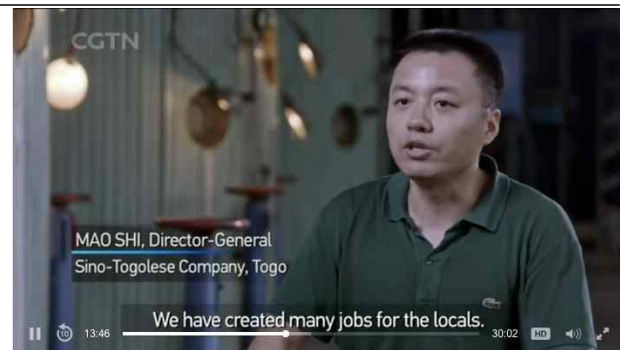 CGTN
MAO SHI, Director-General
Sino-Togolese Company, Togo
We have created many jobs for the locals.
10 13:46 30:02 HD